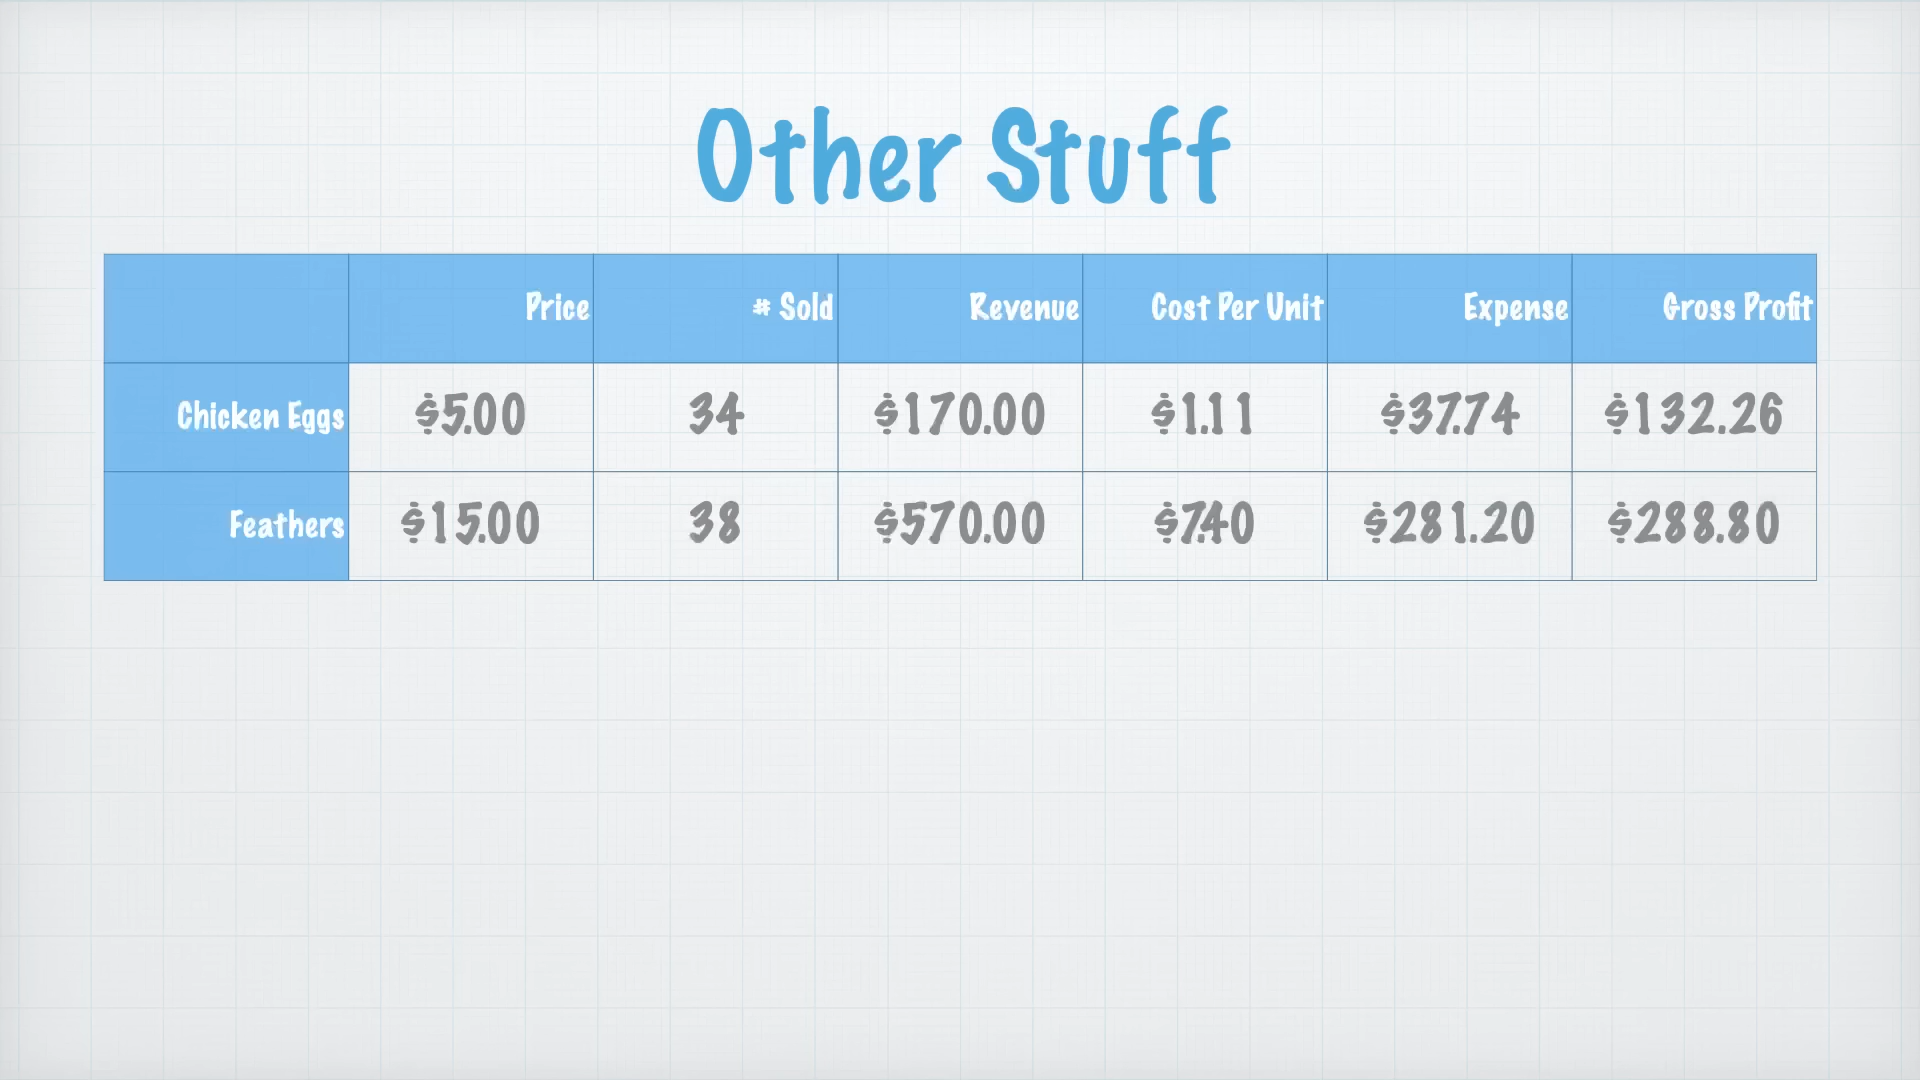 Other Stuff
Price # Sold Revenue Cost Per Unit Expense Gross Profit
Chicken Eggs $5.00 34 $170.00 $1.11 $37.74 $132.26
Feathers $15.00 38 $570.00 $7.40 $281.20 $288.80